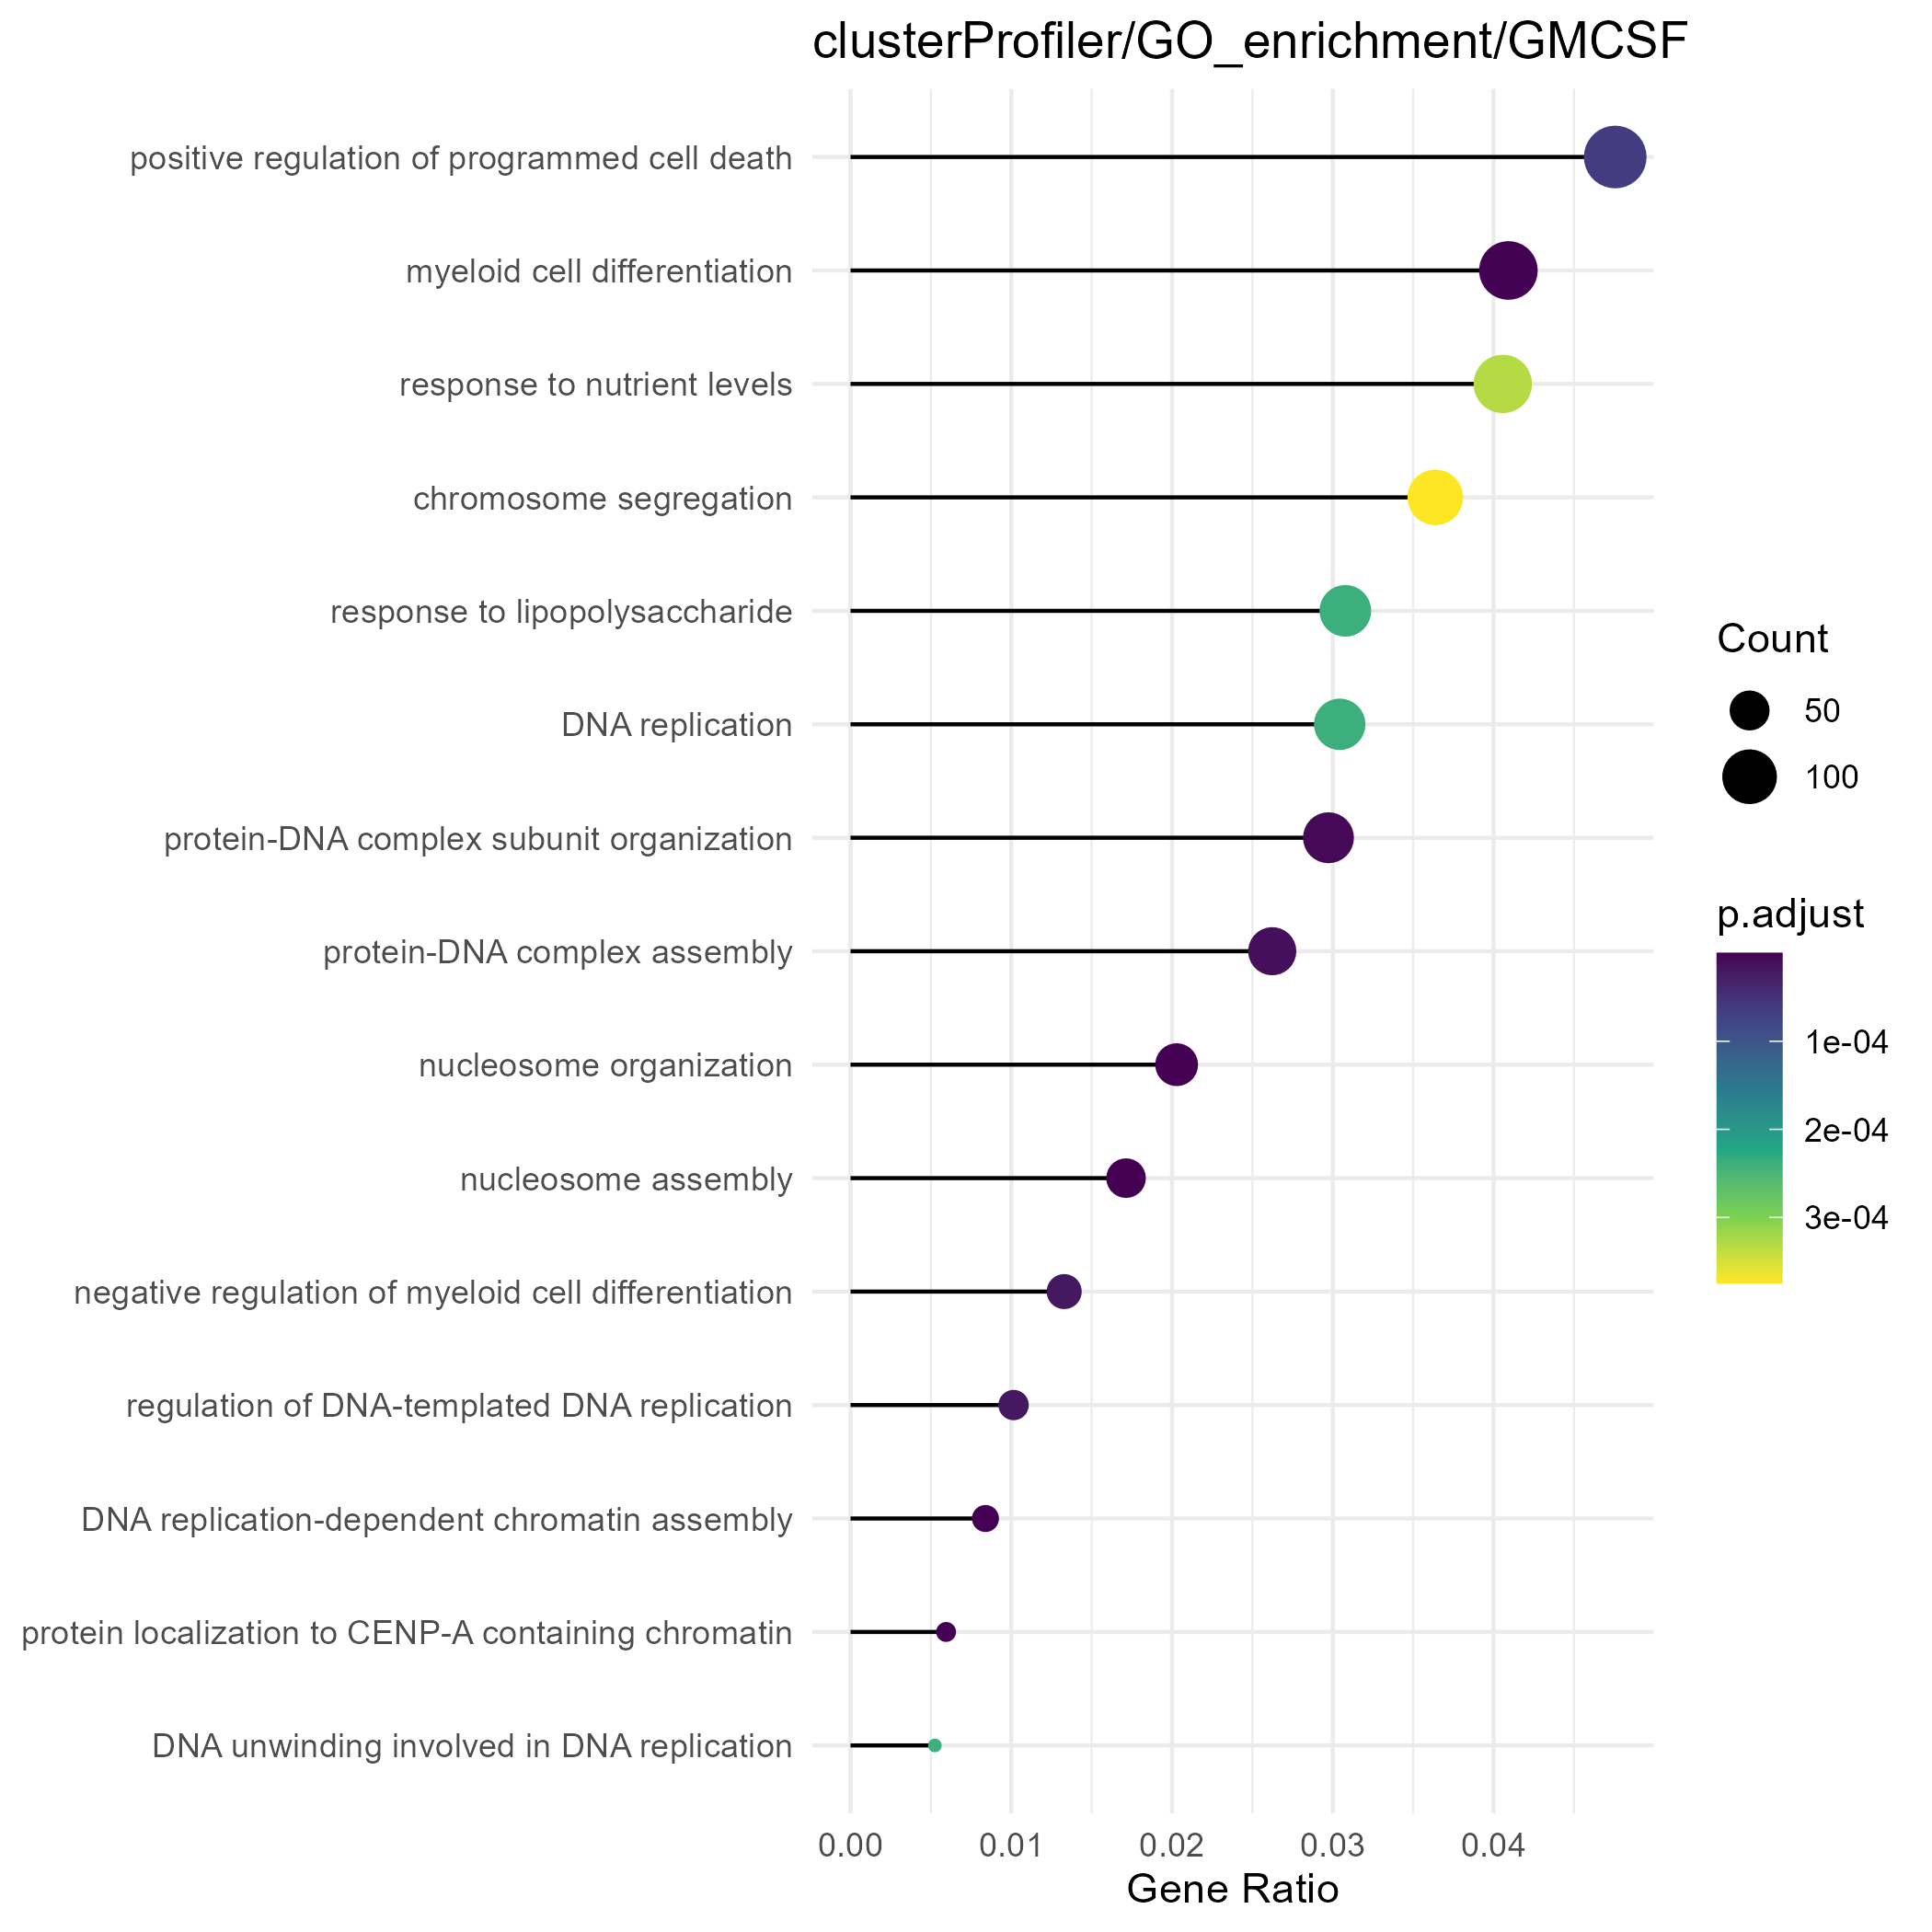 clusterProfiler/GO_enrichment/GMCSF
positive regulation of programmed cell death
myeloid cell differentiation
response to nutrient levels
chromosome segregation
response to lipopolysaccharide
DNA replication
protein-DNA complex subunit organization
protein-DNA complex assembly
nucleosome organization
nucleosome assembly
negative regulation of myeloid cell differentiation
regulation of DNA-templated DNA replication
DNA replication-dependent chromatin assembly
protein localization to CENP-A containing chromatin
DNA unwinding involved in DNA replication
0.00 0.01 0.02 0.03 0.04
Gene Ratio
Count
50
100
p.adjust
1e-04
2e-04
3e-04